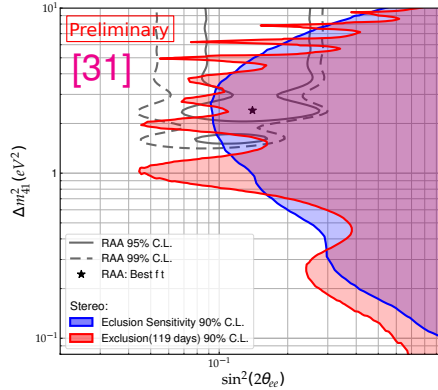 Preliminary
[31]
10¹
Δm²₄₁(eV²)
1
10⁻¹
RAA 95% C.L.
RAA 99% C.L.
RAA: Best f t
Stereo:
Eclusion Sensitivity 90% C.L.
Exclusion(119 days) 90% C.L.
10⁻¹
sin²(2θₑₑ)